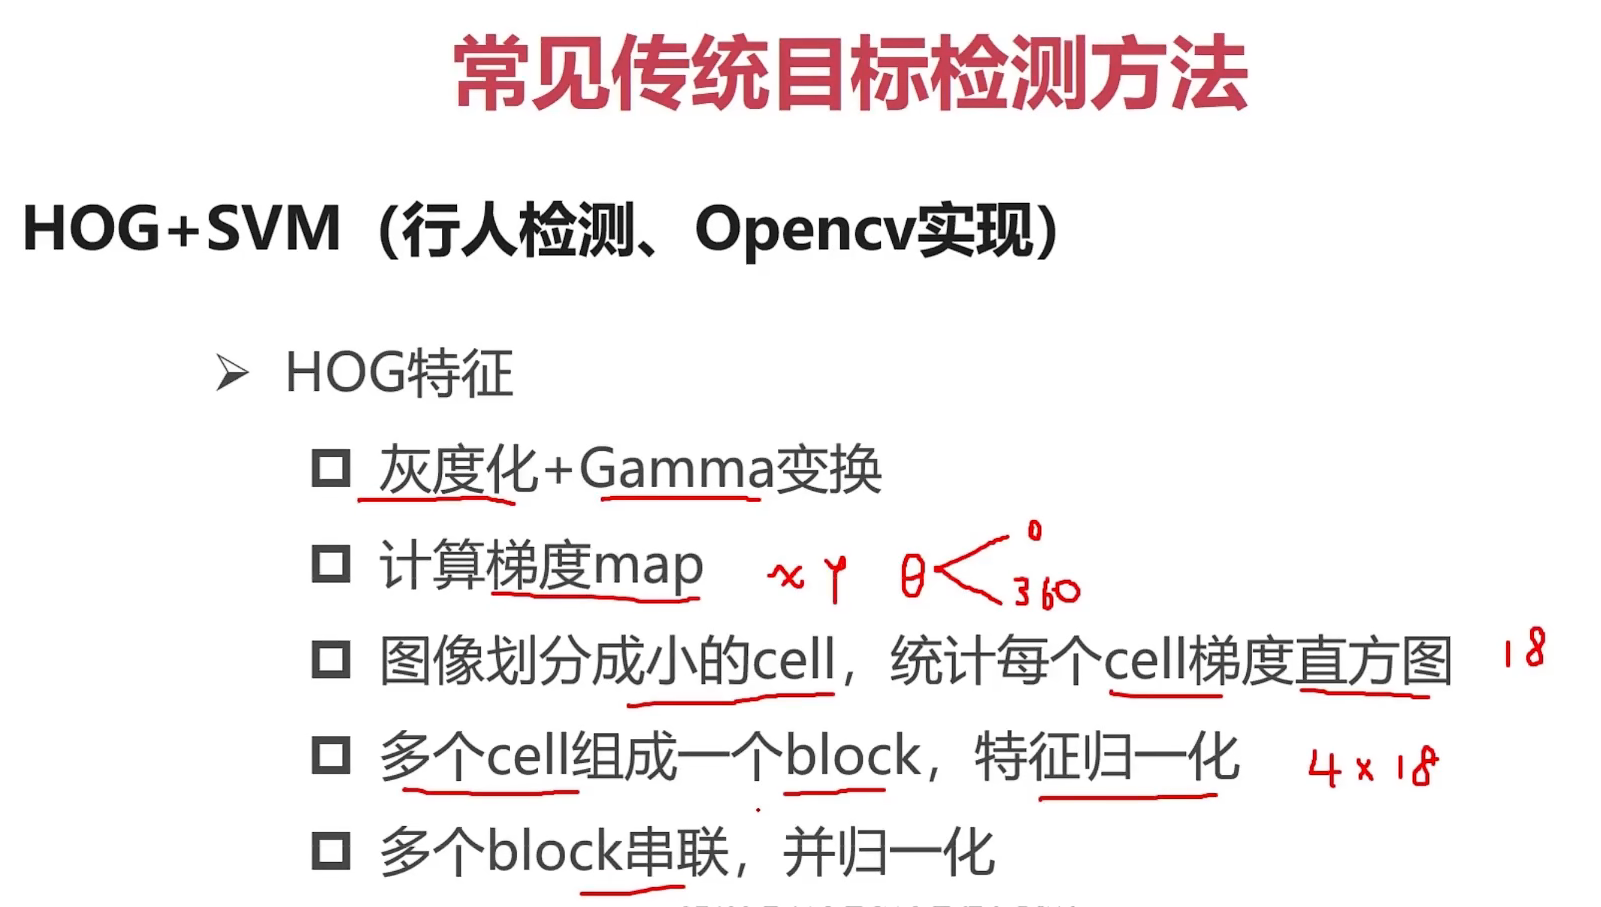 常见传统目标检测方法
HOG+SVM（行人检测、Opencv实现）
HOG特征
灰度化+Gamma变换
计算梯度map x y θ 0 360
图像划分成小的cell，统计每个cell梯度直方图 18
多个cell组成一个block，特征归一化 4×18
多个block串联，并归一化